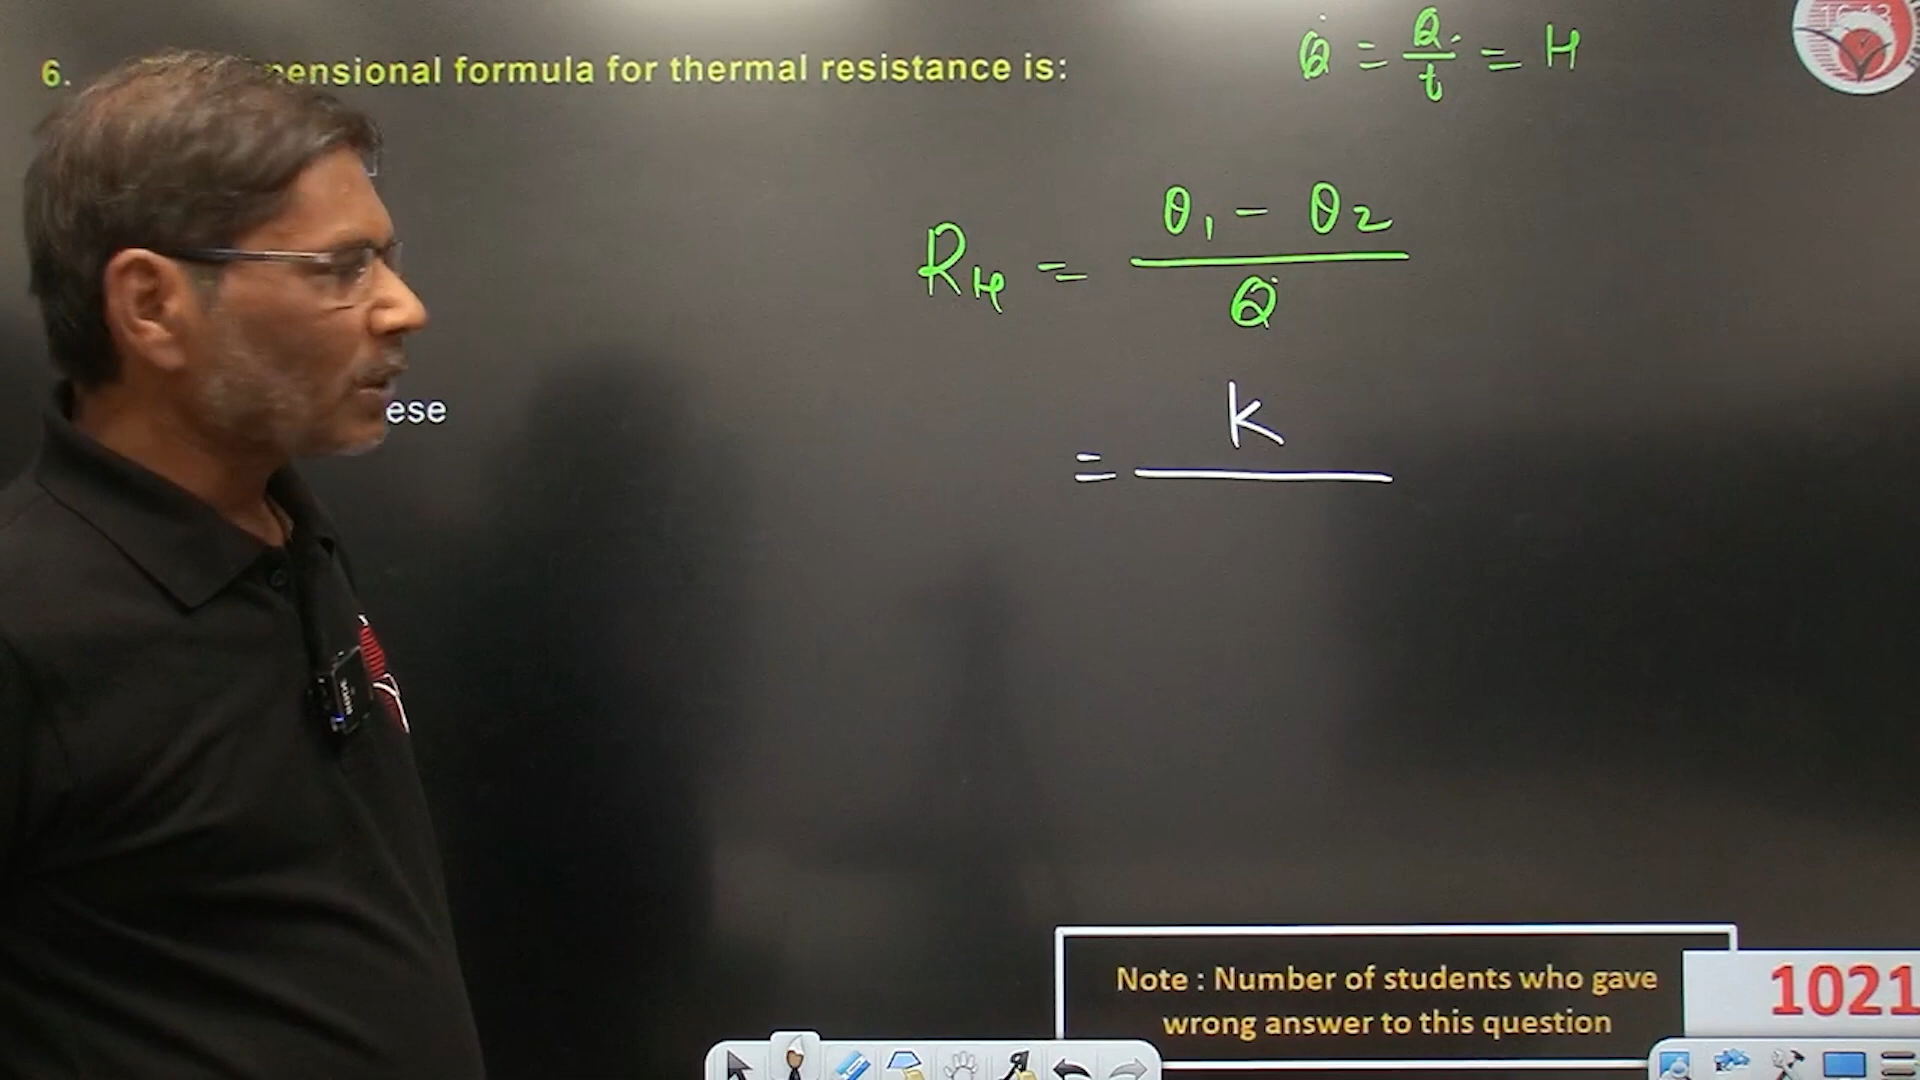 6. ensional formula for thermal resistance is:
Q̇ = Q/t = H
R_H = θ₁ - θ₂ / Q̇
= K /
ese
Note : Number of students who gave
wrong answer to this question
1021